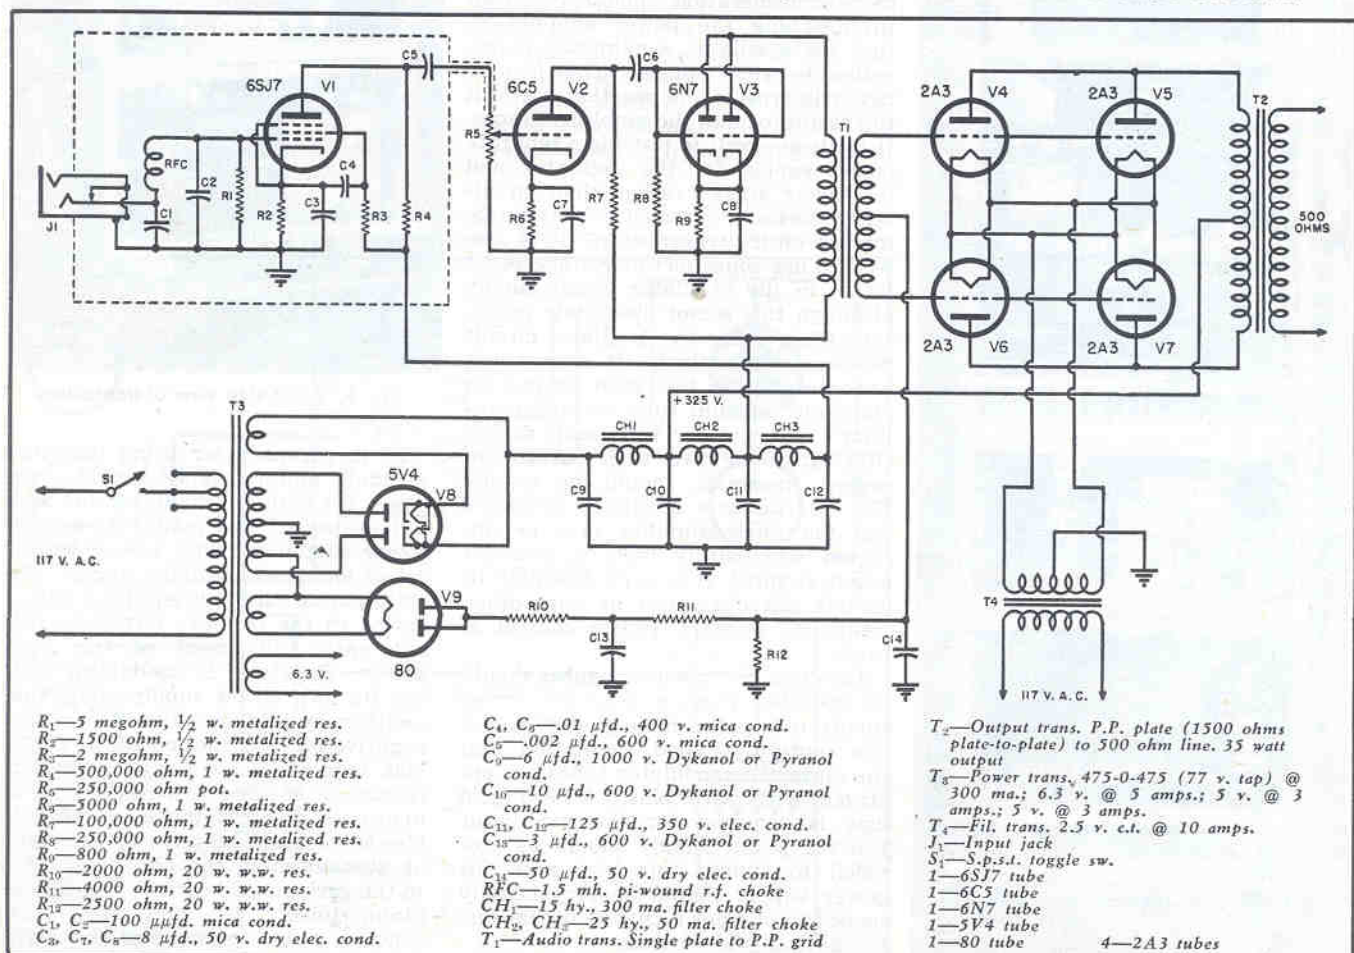 6SJ7 V1
C5
6C5 V2
C6
6N7 V3
2A3 V4
2A3 V5
T2
RFC
C2
R1
R2
C3
C4
R3
R4
R5
R6
C7
R7
R8
R9
C8
T1
J1
C1
500 OHMS
2A3 V6
2A3 V7
+325 V.
T3
S1
5V4
V8
CH1
CH2
CH3
C9
C10
C11
C12
117 V. A.C.
V9
R10
R11
80
C13
R12
C14
T4
6.3 V.
117 V. A.C.
R1—5 megohm, ½ w. metalized res.
R2—1500 ohm, ½ w. metalized res.
R3—2 megohm, ½ w. metalized res.
R4—500,000 ohm, 1 w. metalized res.
R5—250,000 ohm pot.
R6—5000 ohm, 1 w. metalized res.
R7—100,000 ohm, 1 w. metalized res.
R8—250,000 ohm, 1 w. metalized res.
R9—800 ohm, 1 w. metalized res.
R10—2000 ohm, 20 w. w.w. res.
R11—4000 ohm, 20 w. w.w. res.
R12—2500 ohm, 20 w. w.w. res.
C1, C2—100 μμfd. mica cond.
C3, C7, C8—8 μfd., 50 v. dry elec. cond.
C4, C6—.01 μfd., 400 v. mica cond.
C5—.002 μfd., 600 v. mica cond.
C9—6 μfd., 1000 v. Dykanol or Pyranol
cond.
C10—10 μfd., 600 v. Dykanol or Pyranol
cond.
C11, C12—125 μfd., 350 v. elec. cond.
C13—3 μfd., 600 v. Dykanol or Pyranol
cond.
C14—50 μfd., 50 v. dry elec. cond.
RFC—1.5 mh. pi-wound r.f. choke
CH1—15 hy., 300 ma. filter choke
CH2, CH3—25 hy., 50 ma. filter choke
T1—Audio trans. Single plate to P.P. grid
T2—Output trans. P.P. plate (1500 ohms
plate-to-plate) to 500 ohm line. 35 watt
output
T3—Power trans. 475-0-475 (77 v. tap) @
300 ma.; 6.3 v. @ 5 amps.; 5 v. @ 3
amps.; 5 v. @ 3 amps.
T4—Fil. trans. 2.5 v. c.t. @ 10 amps.
J1—Input jack
S1—S.p.s.t. toggle sw.
1—6SJ7 tube
1—6C5 tube
1—6N7 tube
1—5V4 tube
1—80 tube 4—2A3 tubes